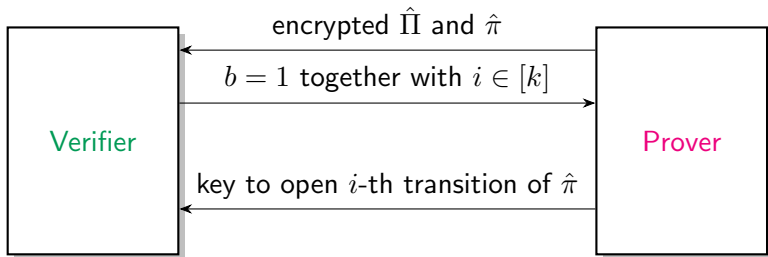 encrypted Π̂ and π̂
b = 1 together with i ∈ [k]
Verifier
Prover
key to open i-th transition of π̂